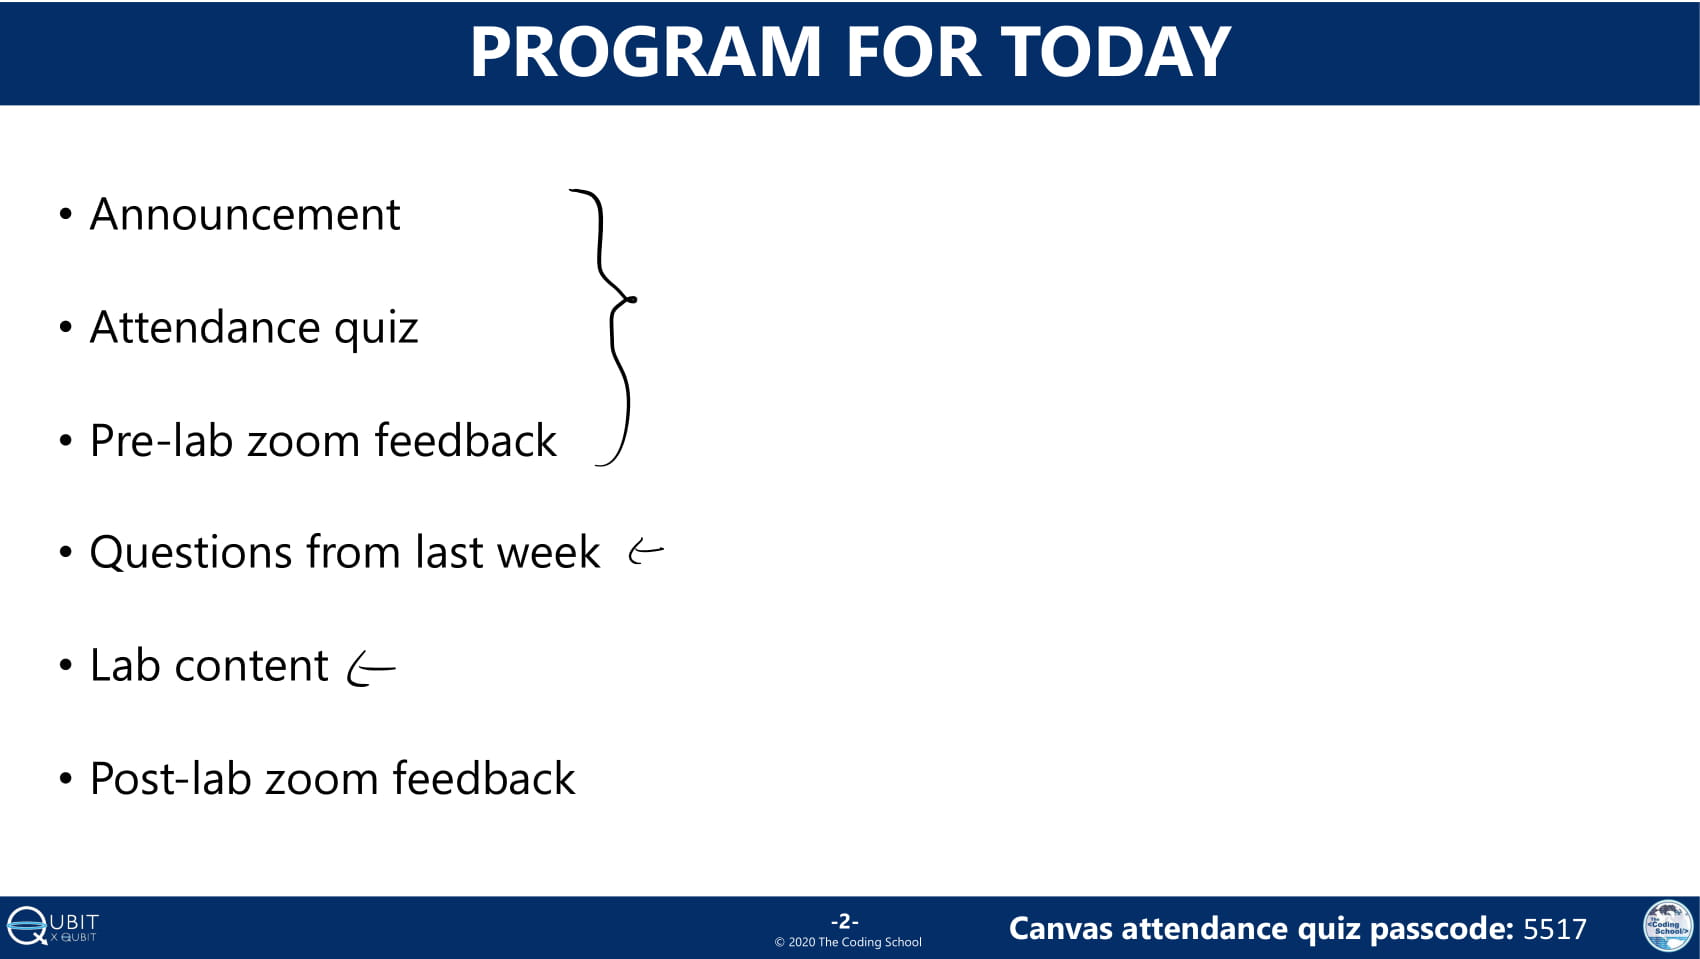 PROGRAM FOR TODAY
• Announcement
• Attendance quiz
• Pre-lab zoom feedback
• Questions from last week
• Lab content
• Post-lab zoom feedback
QUBIT
X QUBIT
-2-
© 2020 The Coding School
Canvas attendance quiz passcode: 5517
The
<Coding
School/>